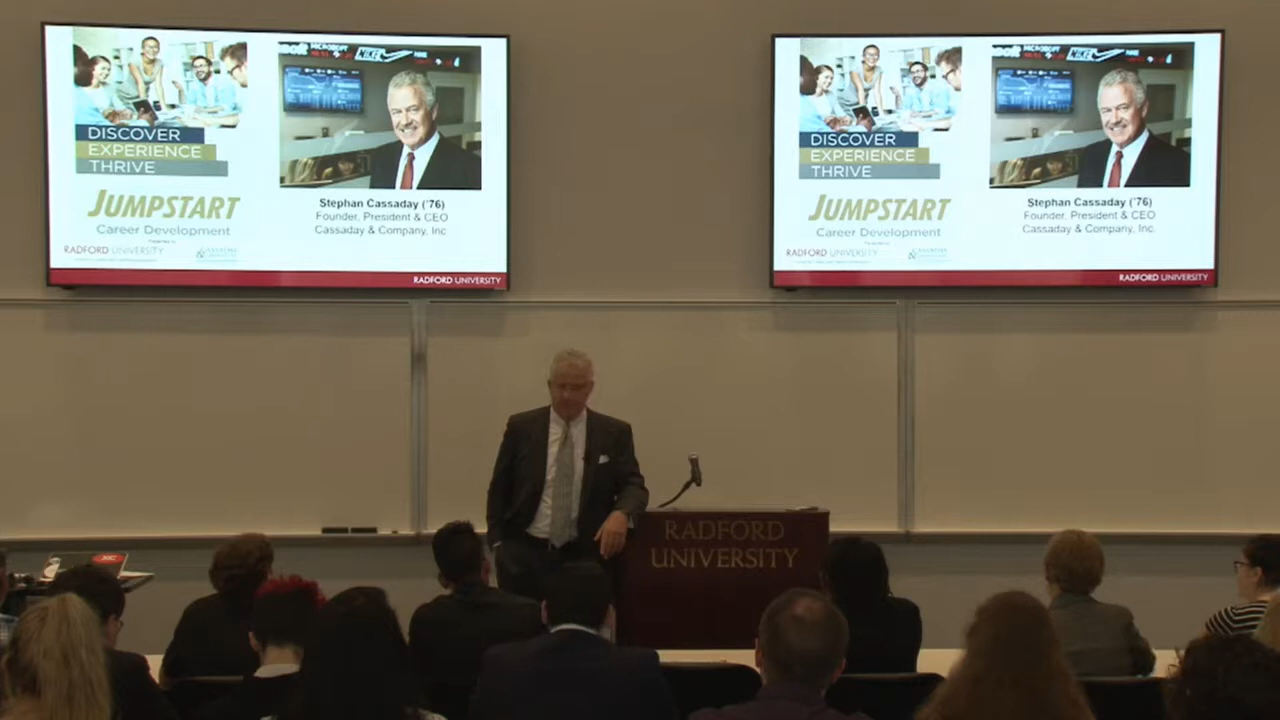 MICROSOFT
NIKE
DISCOVER
EXPERIENCE
THRIVE
JUMPSTART
Career Development
RADFORD UNIVERSITY
Stephan Cassaday ('76)
Founder, President & CEO
Cassaday & Company, Inc.
RADFORD UNIVERSITY
NIKE
DISCOVER
EXPERIENCE
THRIVE
JUMPSTART
Career Development
RADFORD UNIVERSITY
Stephan Cassaday ('76)
Founder, President & CEO
Cassaday & Company, Inc.
RADFORD UNIVERSITY
RADFORD
UNIVERSITY